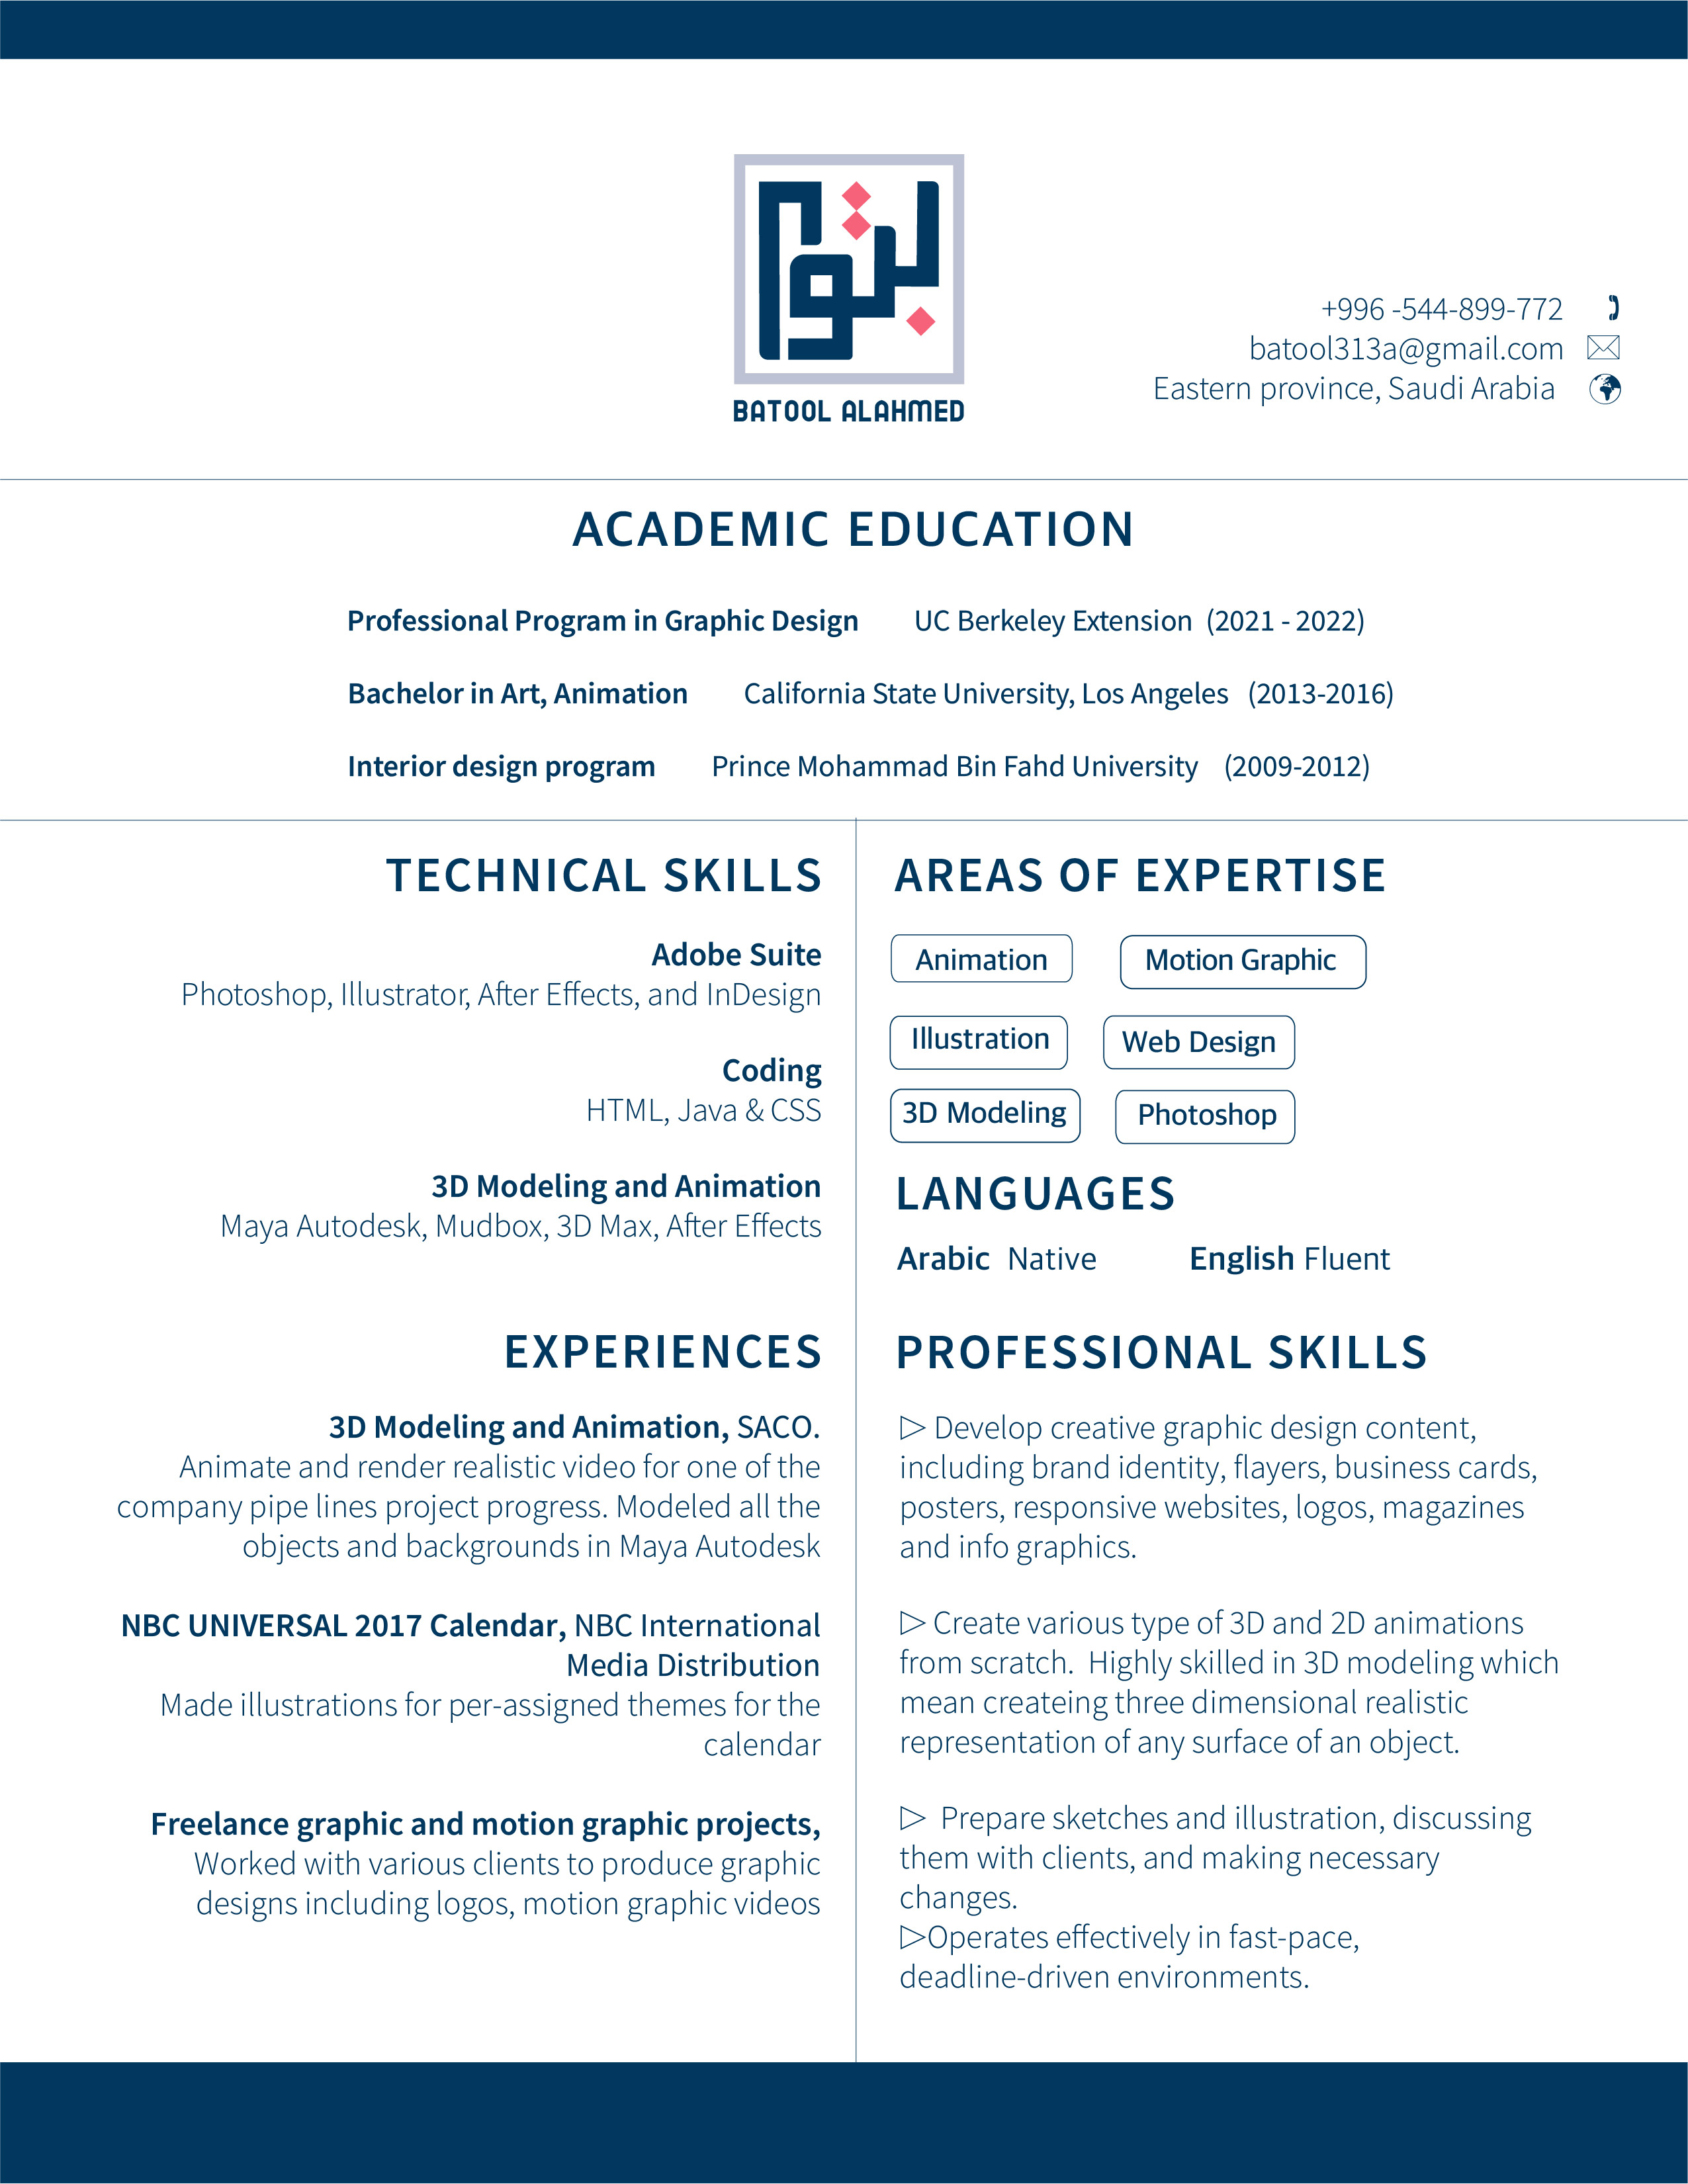 بتول
BATOOL ALAHMED
+996 -544-899-772
batool313a@gmail.com
Eastern province, Saudi Arabia
ACADEMIC EDUCATION
Professional Program in Graphic Design UC Berkeley Extension (2021 - 2022)
Bachelor in Art, Animation California State University, Los Angeles (2013-2016)
Interior design program Prince Mohammad Bin Fahd University (2009-2012)
TECHNICAL SKILLS
Adobe Suite
Photoshop, Illustrator, After Effects, and InDesign
Coding
HTML, Java & CSS
3D Modeling and Animation
Maya Autodesk, Mudbox, 3D Max, After Effects
EXPERIENCES
3D Modeling and Animation, SACO.
Animate and render realistic video for one of the
company pipe lines project progress. Modeled all the
objects and backgrounds in Maya Autodesk
NBC UNIVERSAL 2017 Calendar, NBC International
Media Distribution
Made illustrations for per-assigned themes for the
calendar
Freelance graphic and motion graphic projects,
Worked with various clients to produce graphic
designs including logos, motion graphic videos
AREAS OF EXPERTISE
Animation Motion Graphic
Illustration Web Design
3D Modeling Photoshop
LANGUAGES
Arabic Native English Fluent
PROFESSIONAL SKILLS
▷ Develop creative graphic design content,
including brand identity, flayers, business cards,
posters, responsive websites, logos, magazines
and info graphics.
▷ Create various type of 3D and 2D animations
from scratch. Highly skilled in 3D modeling which
mean createing three dimensional realistic
representation of any surface of an object.
▷ Prepare sketches and illustration, discussing
them with clients, and making necessary
changes.
▷Operates effectively in fast-pace,
deadline-driven environments.